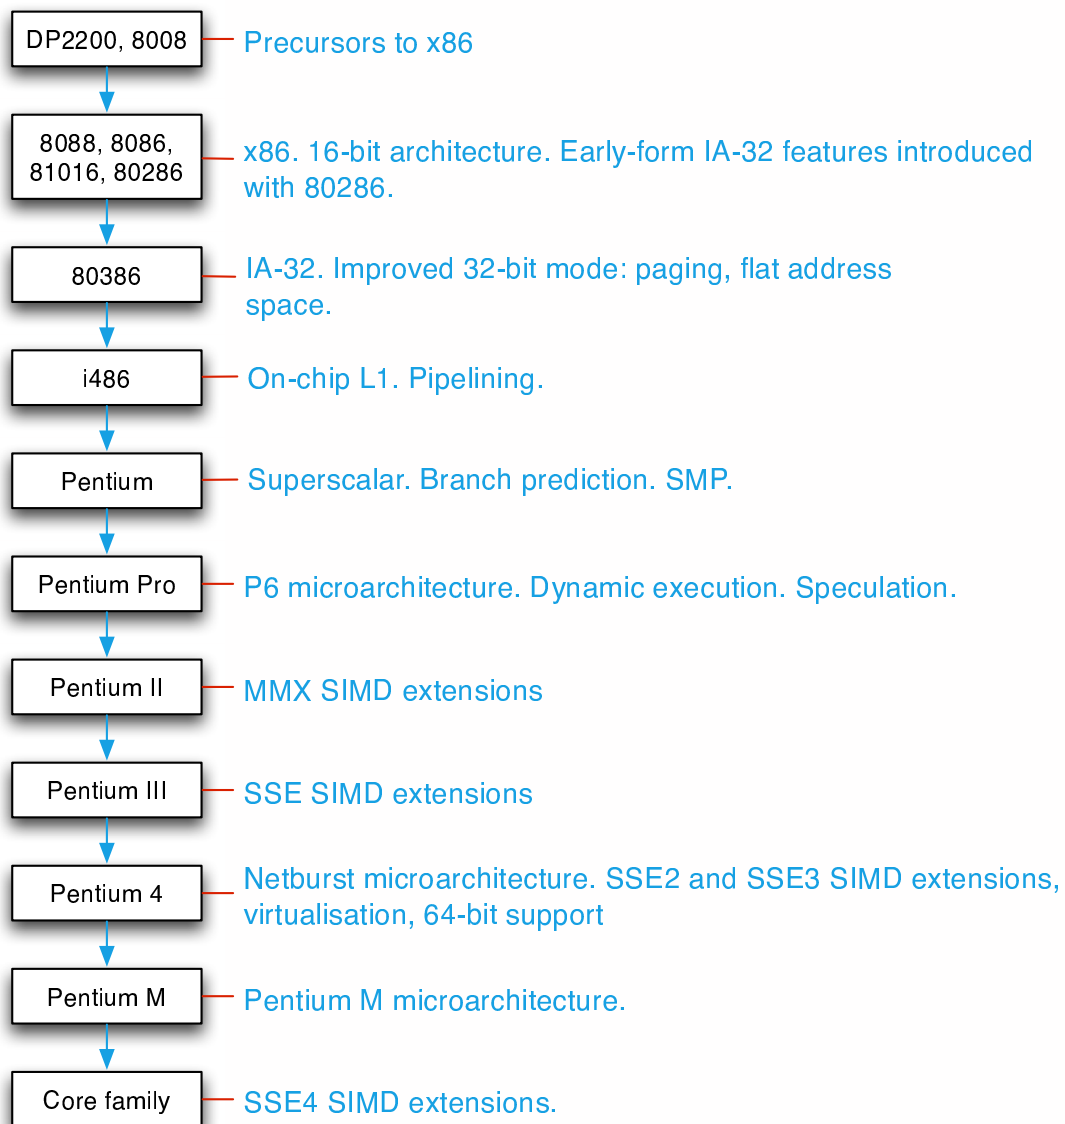 DP2200, 8008
Precursors to x86
8088, 8086,
81016, 80286
x86. 16-bit architecture. Early-form IA-32 features introduced
with 80286.
80386
IA-32. Improved 32-bit mode: paging, flat address
space.
i486
On-chip L1. Pipelining.
Pentium
Superscalar. Branch prediction. SMP.
Pentium Pro
P6 microarchitecture. Dynamic execution. Speculation.
Pentium II
MMX SIMD extensions
Pentium III
SSE SIMD extensions
Pentium 4
Netburst microarchitecture. SSE2 and SSE3 SIMD extensions,
virtualisation, 64-bit support
Pentium M
Pentium M microarchitecture.
Core family
SSE4 SIMD extensions.